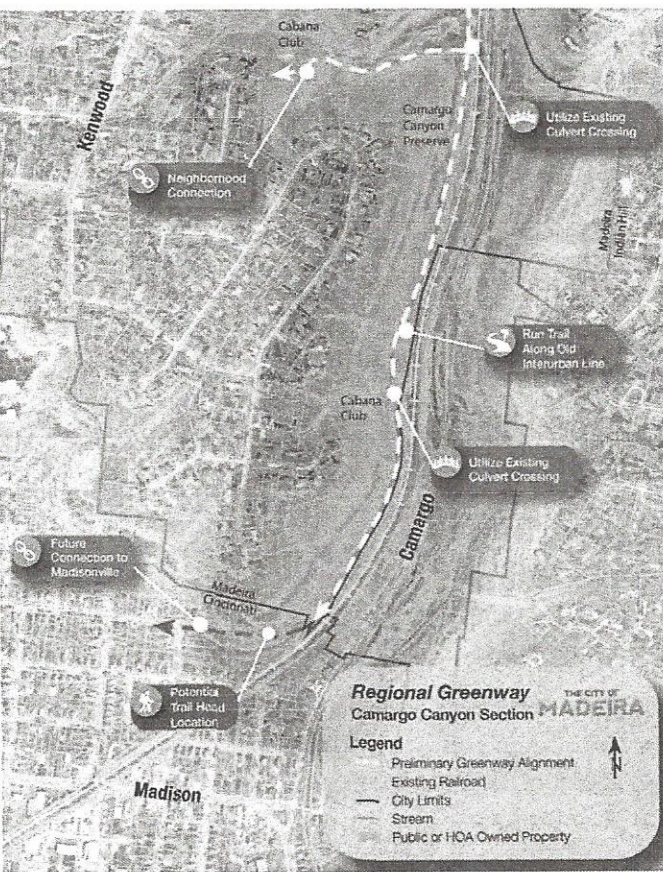 Cabana
Club
Kenwood
Camargo
Canyon
Preserve
Utilize Existing
Culvert Crossing
Neighborhood
Connection
Madeira
Indian Hill
Run Trail
Along Old
Interurban Line
Cabana
Club
Utilize Existing
Culvert Crossing
Camargo
Future
Connection to
Madisonville
Madeira
Cincinnati
Potential
Trail Head
Location
Madison
Regional Greenway
Camargo Canyon Section
THE CITY OF
MADEIRA
Legend
Preliminary Greenway Alignment
Existing Railroad
City Limits
Stream
Public or HOA Owned Property
N